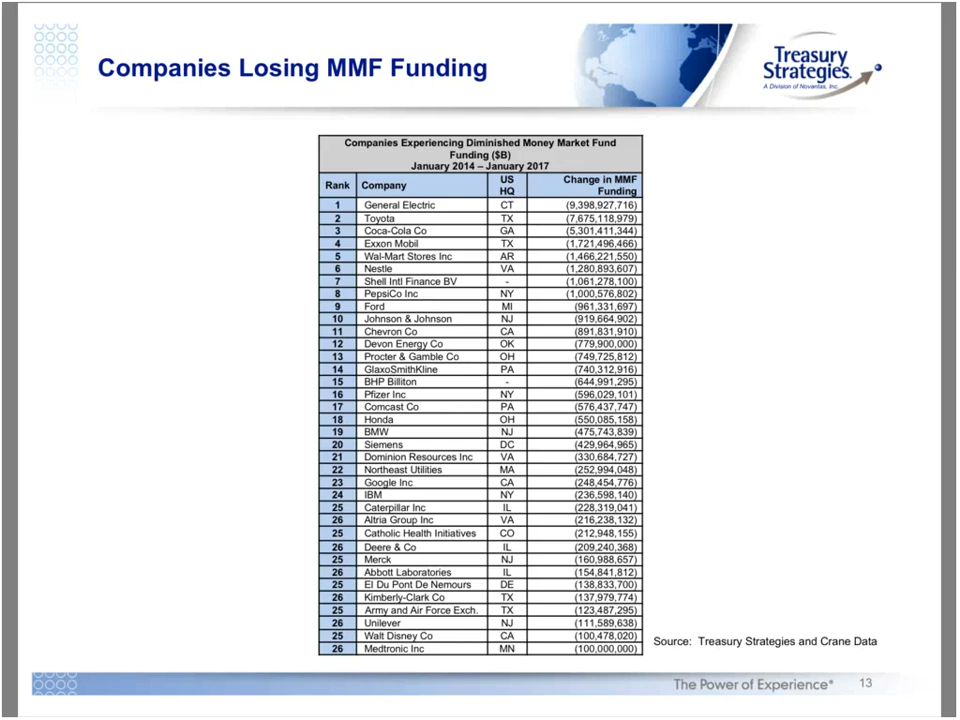 Companies Losing MMF Funding
Treasury
Strategies.
A Division of Novantas, Inc.
Companies Experiencing Diminished Money Market Fund
Funding ($B)
January 2014 – January 2017
Rank Company US HQ Change in MMF Funding
1 General Electric CT (9,398,927,716)
2 Toyota TX (7,675,118,979)
3 Coca-Cola Co GA (5,301,411,344)
4 Exxon Mobil TX (1,721,496,466)
5 Wal-Mart Stores Inc AR (1,466,221,550)
6 Nestle VA (1,280,893,607)
7 Shell Intl Finance BV - (1,061,278,100)
8 PepsiCo Inc NY (1,000,576,802)
9 Ford MI (961,331,697)
10 Johnson & Johnson NJ (919,664,902)
11 Chevron Co CA (891,831,910)
12 Devon Energy Co OK (779,900,000)
13 Procter & Gamble Co OH (749,725,812)
14 GlaxoSmithKline PA (740,312,916)
15 BHP Billiton - (644,991,295)
16 Pfizer Inc NY (596,029,101)
17 Comcast Co PA (576,437,747)
18 Honda OH (550,085,158)
19 BMW NJ (475,743,839)
20 Siemens DC (429,964,965)
21 Dominion Resources Inc VA (330,684,727)
22 Northeast Utilities MA (252,994,048)
23 Google Inc CA (248,454,776)
24 IBM NY (236,598,140)
25 Caterpillar Inc IL (228,319,041)
26 Altria Group Inc VA (216,238,132)
25 Catholic Health Initiatives CO (212,948,155)
26 Deere & Co IL (209,240,368)
25 Merck NJ (160,988,657)
26 Abbott Laboratories IL (154,841,812)
25 EI Du Pont De Nemours DE (138,833,700)
26 Kimberly-Clark Co TX (137,979,774)
25 Army and Air Force Exch. TX (123,487,295)
26 Unilever NJ (111,589,638)
25 Walt Disney Co CA (100,478,020)
26 Medtronic Inc MN (100,000,000)
Source: Treasury Strategies and Crane Data
The Power of Experience®
13